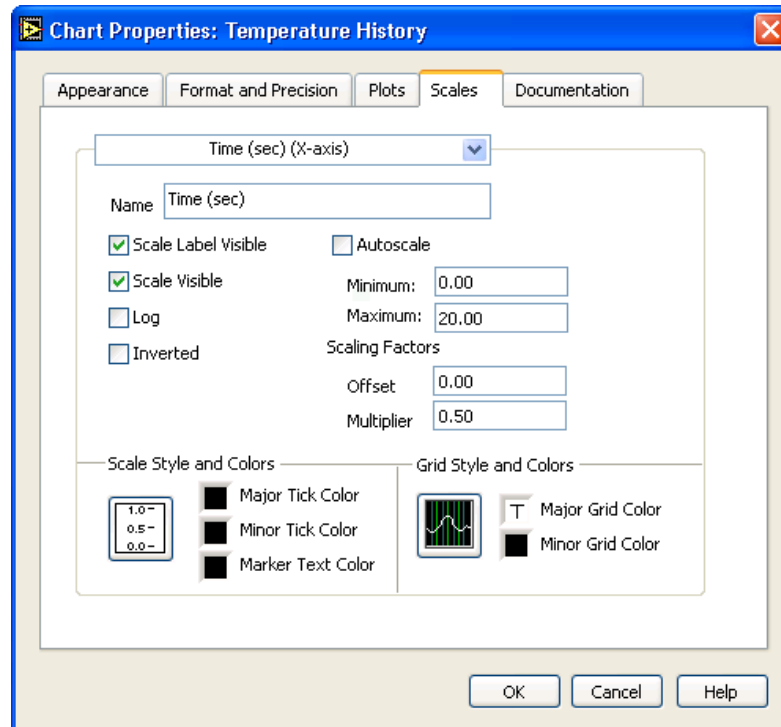 Chart Properties: Temperature History
Appearance Format and Precision Plots Scales Documentation
Time (sec) (X-axis)
Name Time (sec)
Scale Label Visible Autoscale
Scale Visible Minimum: 0.00
Log Maximum: 20.00
Inverted Scaling Factors
Offset 0.00
Multiplier 0.50
Scale Style and Colors Grid Style and Colors
1.0
0.5
0.0
Major Tick Color T Major Grid Color
Minor Tick Color Minor Grid Color
Marker Text Color
OK Cancel Help